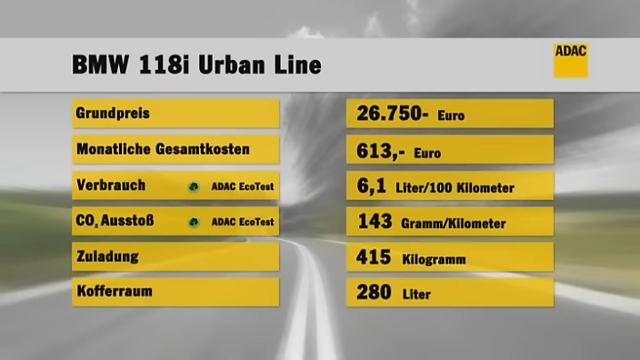 BMW 118i Urban Line
ADAC
Grundpreis 26.750- Euro
Monatliche Gesamtkosten 613,- Euro
Verbrauch ADAC EcoTest 6,1 Liter/100 Kilometer
CO₂ Ausstoß ADAC EcoTest 143 Gramm/Kilometer
Zuladung 415 Kilogramm
Kofferraum 280 Liter